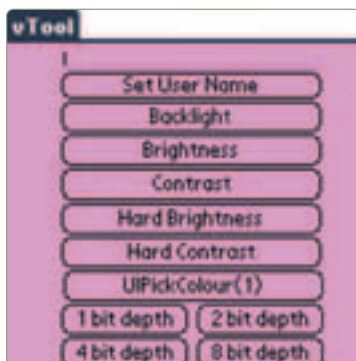 vTool
Set User Name
Backlight
Brightness
Contrast
Hard Brightness
Hard Contrast
UIPickColour(1)
1 bit depth 2 bit depth
4 bit depth 8 bit depth